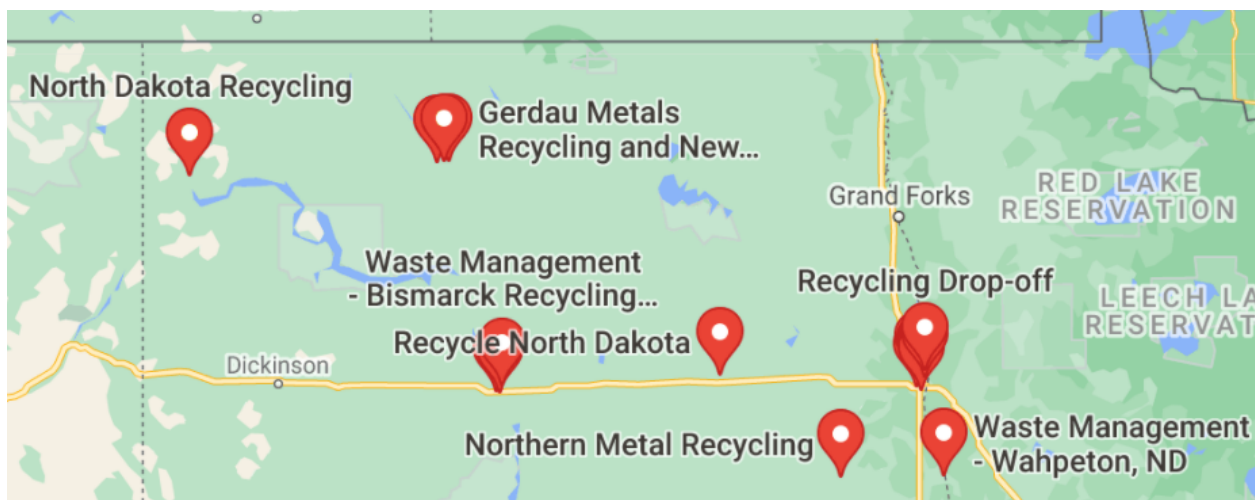 North Dakota Recycling
Gerdau Metals
Recycling and New...
Grand Forks
RED LAKE
RESERVATION
Waste Management
- Bismarck Recycling...
Recycling Drop-off
LEECH LA
RESERVAT
Recycle North Dakota
Dickinson
Northern Metal Recycling
Waste Management
- Wahpeton, ND